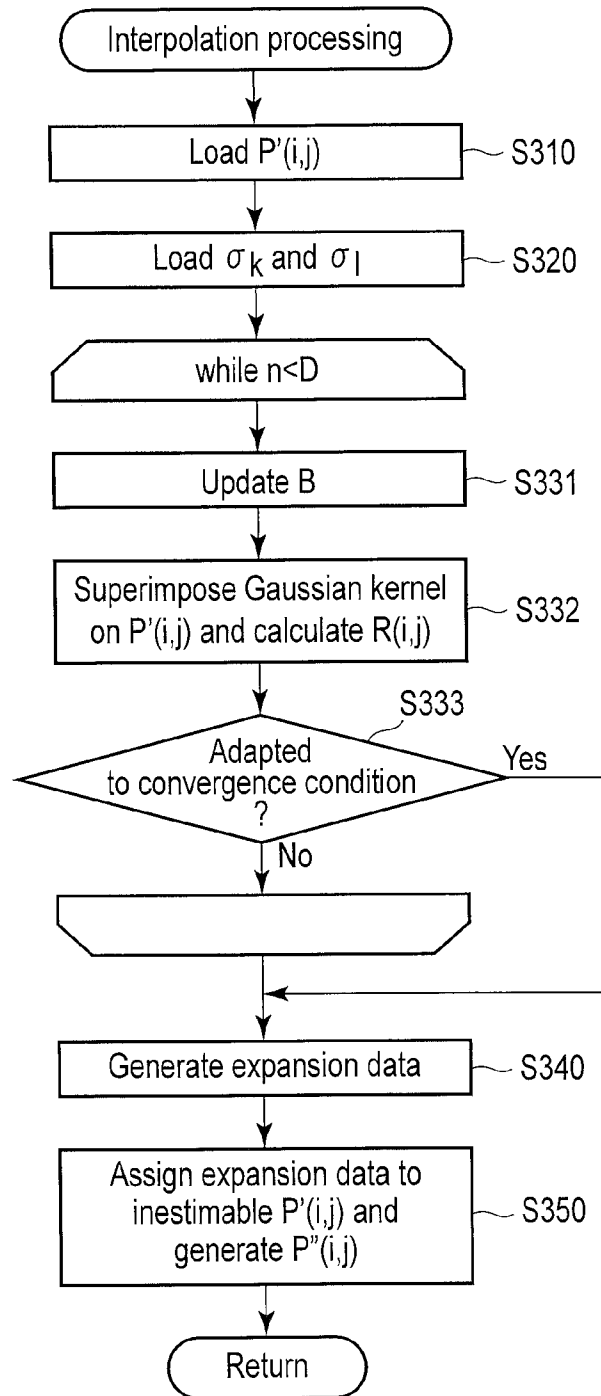 Interpolation processing
Load P'(i,j)
S310
Load σk and σl
S320
while n<D
Update B
S331
Superimpose Gaussian kernel
on P'(i,j) and calculate R(i,j)
S332
S333
Adapted
to convergence condition
?
Yes
No
Generate expansion data
S340
Assign expansion data to
inestimable P'(i,j) and
generate P”(i,j)
S350
Return